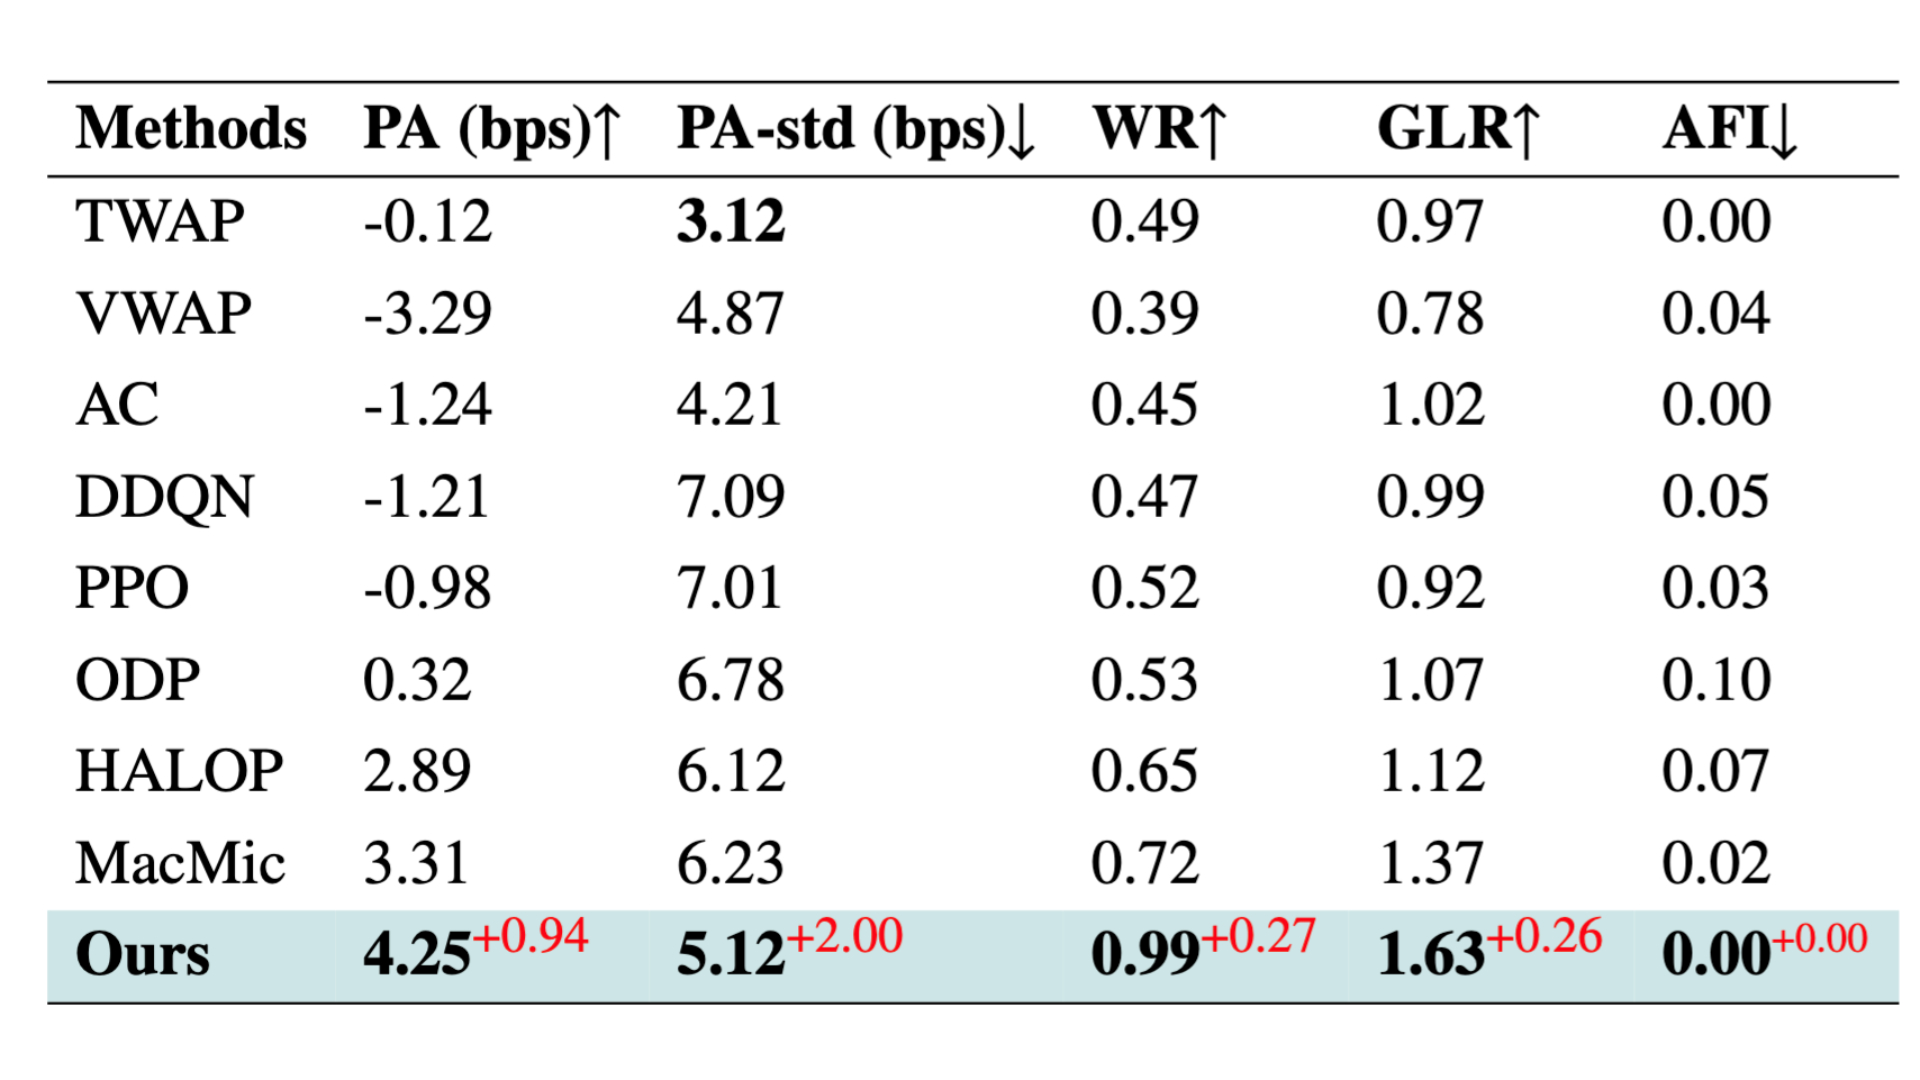 Methods PA (bps)↑ PA-std (bps)↓ WR↑ GLR↑ AFI↓
TWAP -0.12 3.12 0.49 0.97 0.00
VWAP -3.29 4.87 0.39 0.78 0.04
AC -1.24 4.21 0.45 1.02 0.00
DDQN -1.21 7.09 0.47 0.99 0.05
PPO -0.98 7.01 0.52 0.92 0.03
ODP 0.32 6.78 0.53 1.07 0.10
HALOP 2.89 6.12 0.65 1.12 0.07
MacMic 3.31 6.23 0.72 1.37 0.02
Ours 4.25+0.94 5.12+2.00 0.99+0.27 1.63+0.26 0.00+0.00